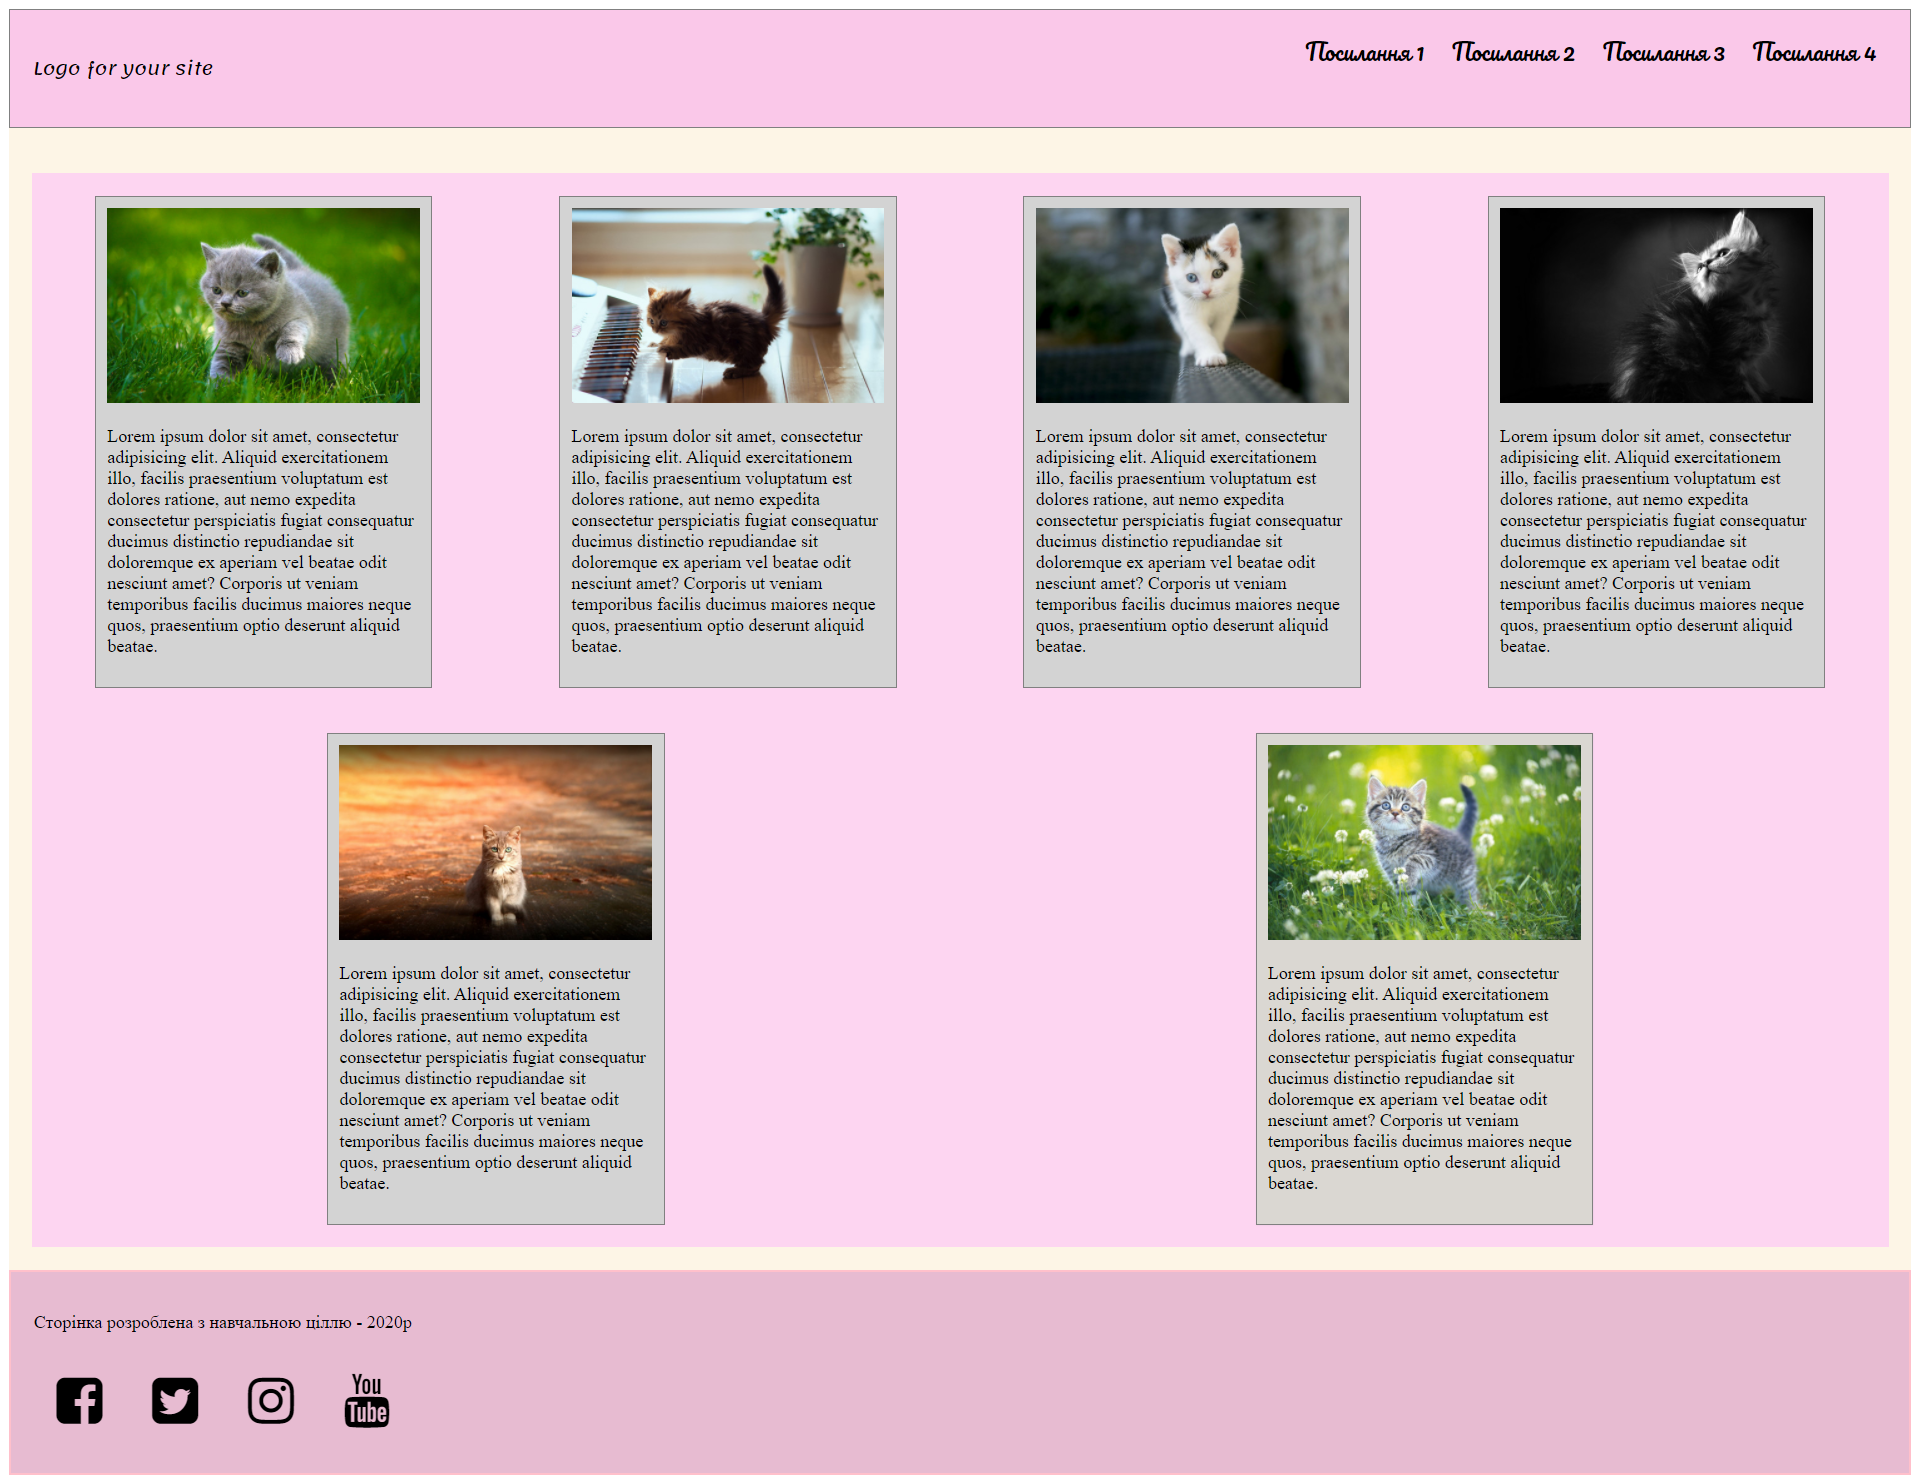 Logo for your site
Посилання 1 Посилання 2 Посилання 3 Посилання 4
Lorem ipsum dolor sit amet, consectetur
adipisicing elit. Aliquid exercitationem
illo, facilis praesentium voluptatum est
dolores ratione, aut nemo expedita
consectetur perspiciatis fugiat consequatur
ducimus distinctio repudiandae sit
doloremque ex aperiam vel beatae odit
nesciunt amet? Corporis ut veniam
temporibus facilis ducimus maiores neque
quos, praesentium optio deserunt aliquid
beatae.
Lorem ipsum dolor sit amet, consectetur
adipisicing elit. Aliquid exercitationem
illo, facilis praesentium voluptatum est
dolores ratione, aut nemo expedita
consectetur perspiciatis fugiat consequatur
ducimus distinctio repudiandae sit
doloremque ex aperiam vel beatae odit
nesciunt amet? Corporis ut veniam
temporibus facilis ducimus maiores neque
quos, praesentium optio deserunt aliquid
beatae.
Lorem ipsum dolor sit amet, consectetur
adipisicing elit. Aliquid exercitationem
illo, facilis praesentium voluptatum est
dolores ratione, aut nemo expedita
consectetur perspiciatis fugiat consequatur
ducimus distinctio repudiandae sit
doloremque ex aperiam vel beatae odit
nesciunt amet? Corporis ut veniam
temporibus facilis ducimus maiores neque
quos, praesentium optio deserunt aliquid
beatae.
Lorem ipsum dolor sit amet, consectetur
adipisicing elit. Aliquid exercitationem
illo, facilis praesentium voluptatum est
dolores ratione, aut nemo expedita
consectetur perspiciatis fugiat consequatur
ducimus distinctio repudiandae sit
doloremque ex aperiam vel beatae odit
nesciunt amet? Corporis ut veniam
temporibus facilis ducimus maiores neque
quos, praesentium optio deserunt aliquid
beatae.
Lorem ipsum dolor sit amet, consectetur
adipisicing elit. Aliquid exercitationem
illo, facilis praesentium voluptatum est
dolores ratione, aut nemo expedita
consectetur perspiciatis fugiat consequatur
ducimus distinctio repudiandae sit
doloremque ex aperiam vel beatae odit
nesciunt amet? Corporis ut veniam
temporibus facilis ducimus maiores neque
quos, praesentium optio deserunt aliquid
beatae.
Lorem ipsum dolor sit amet, consectetur
adipisicing elit. Aliquid exercitationem
illo, facilis praesentium voluptatum est
dolores ratione, aut nemo expedita
consectetur perspiciatis fugiat consequatur
ducimus distinctio repudiandae sit
doloremque ex aperiam vel beatae odit
nesciunt amet? Corporis ut veniam
temporibus facilis ducimus maiores neque
quos, praesentium optio deserunt aliquid
beatae.
Сторінка розроблена з навчальною ціллю - 2020р
You
Tube